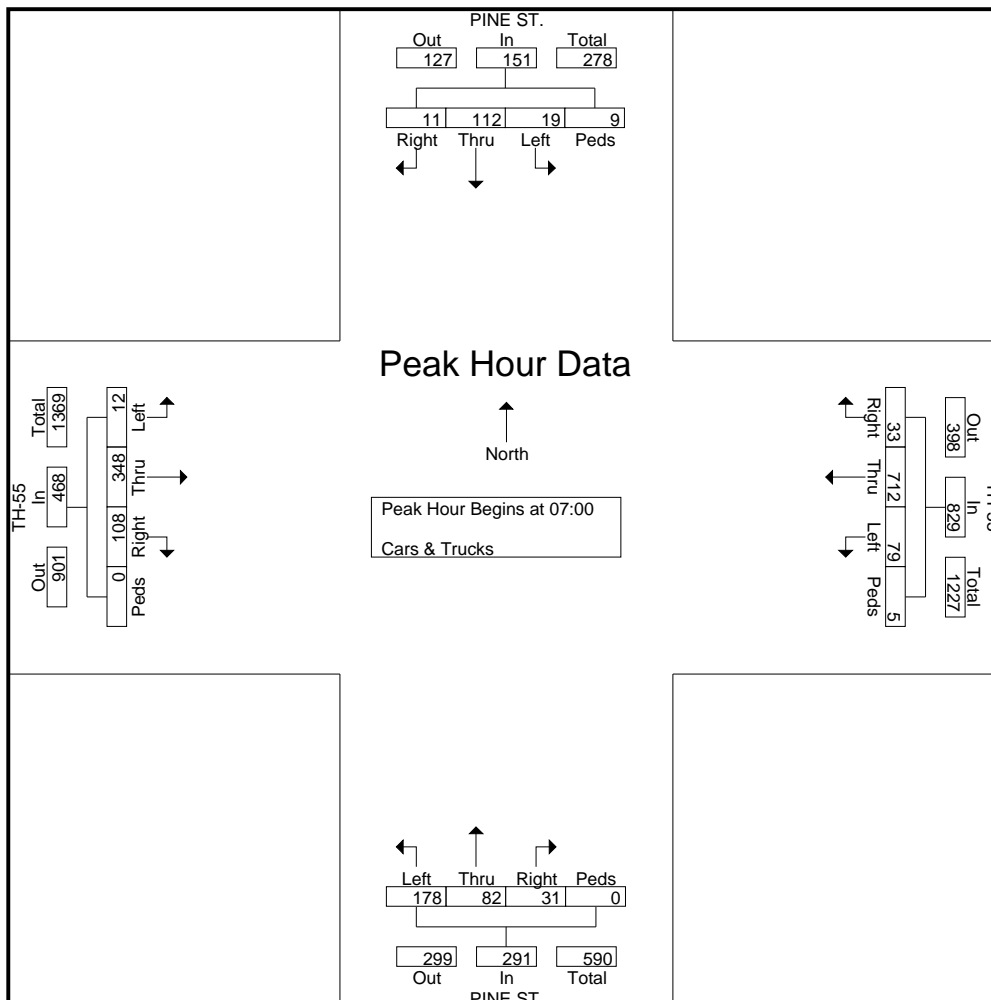 PINE ST.
Out In Total
127 151 278
11 112 19 9
Right Thru Left Peds
Peak Hour Data
North
Peak Hour Begins at 07:00
Cars & Trucks
TH-55
Total In Out
1369 468 901
12 348 108 0
Left Thru Right Peds
Right Thru Left Peds
33 712 79 5
398 829 1227
Out In Total
Left Thru Right Peds
178 82 31 0
299 291 590
Out In Total
PINE ST.